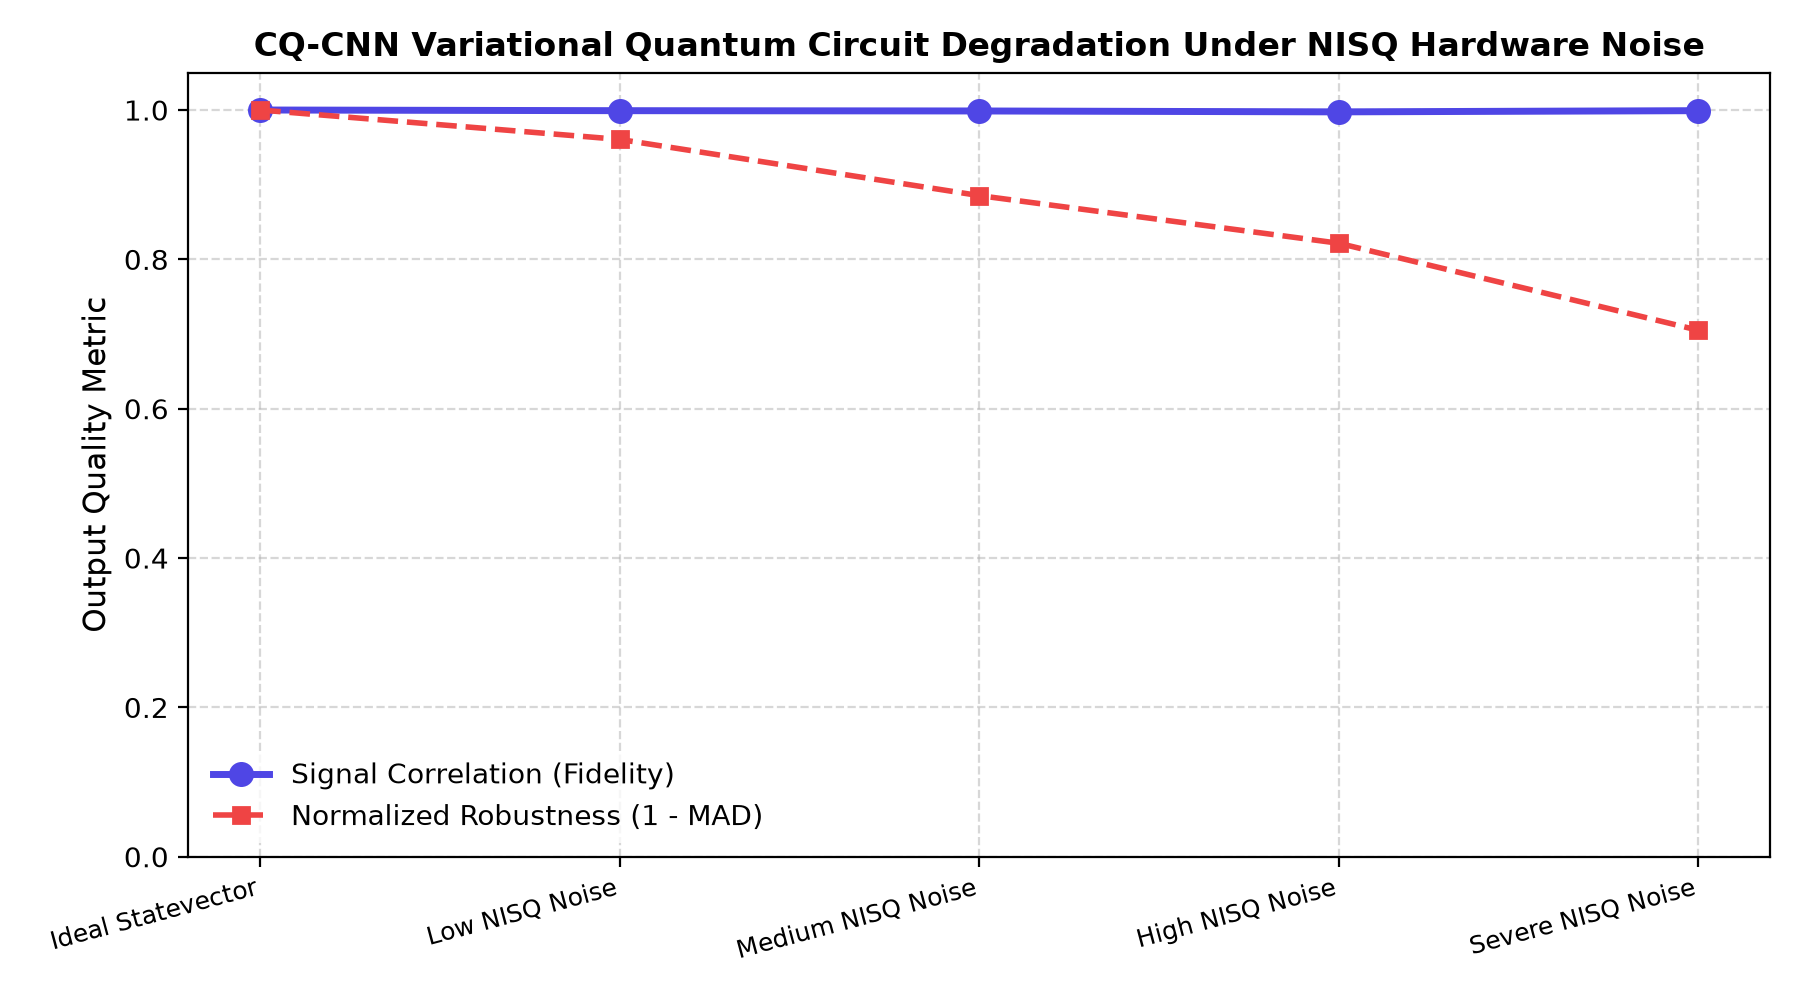 CQ-CNN Variational Quantum Circuit Degradation Under NISQ Hardware Noise
Output Quality Metric
1.0
0.8
0.6
0.4
0.2
0.0
Signal Correlation (Fidelity)
Normalized Robustness (1 - MAD)
Ideal Statevector
Low NISQ Noise
Medium NISQ Noise
High NISQ Noise
Severe NISQ Noise